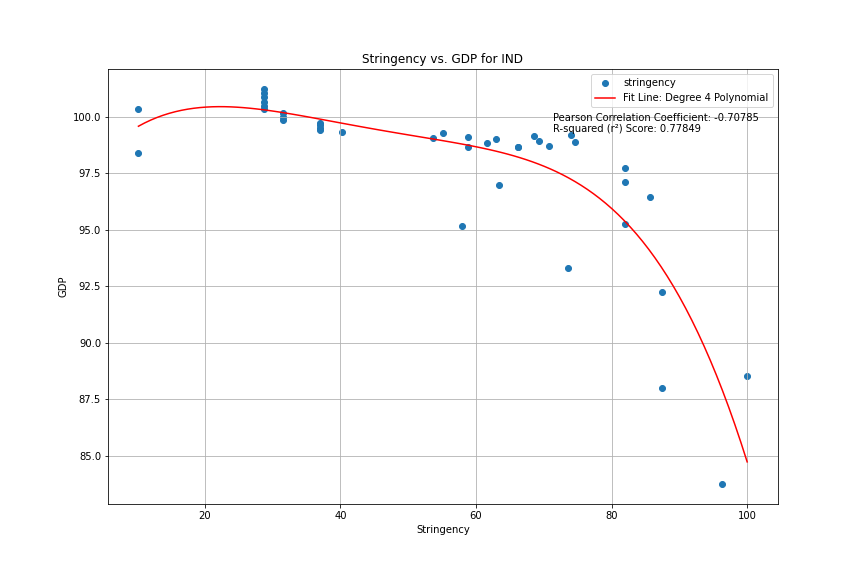 Stringency vs. GDP for IND
stringency
Fit Line: Degree 4 Polynomial
Pearson Correlation Coefficient: -0.70785
R-squared (r²) Score: 0.77849
GDP
100.0
97.5
95.0
92.5
90.0
87.5
85.0
20 40 60 80 100
Stringency